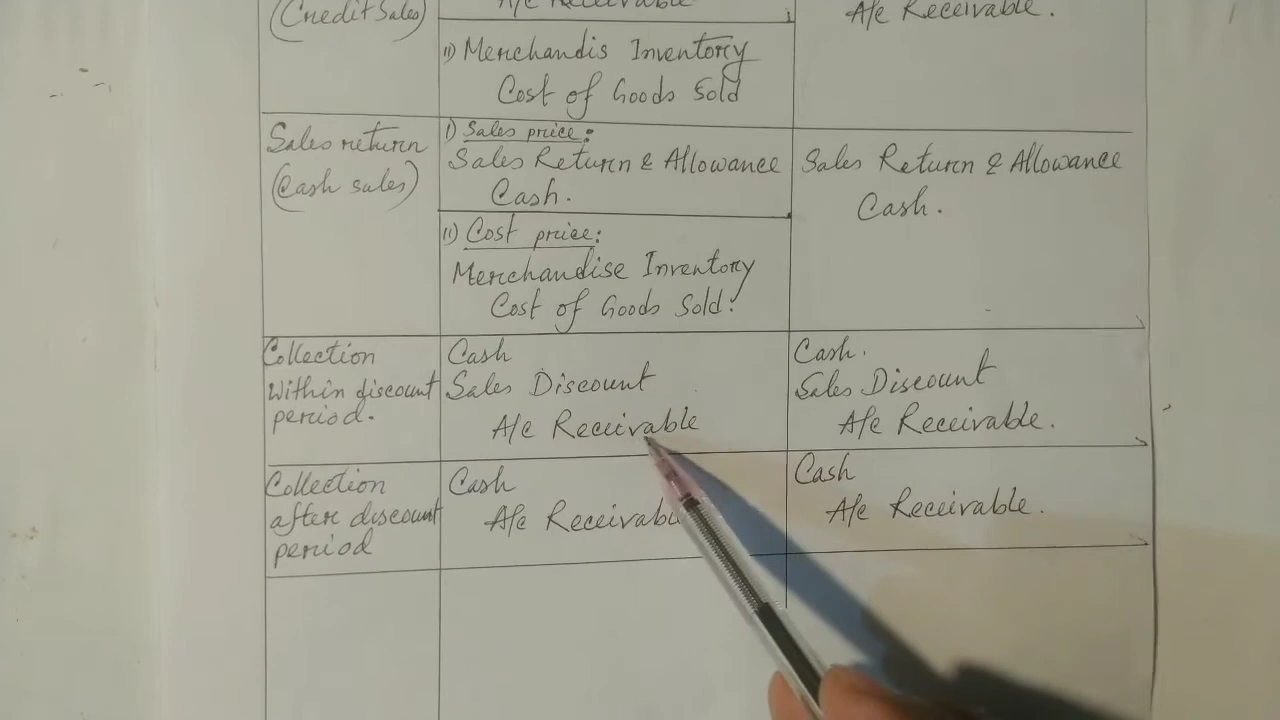 (Credit Sales)
A/c Receivable
A/c Receivable.
II) Merchandis Inventory
Cost of Goods Sold
Sales return
(Cash sales)
I) Sales price:
Sales Return & Allowance
Cash.
Sales Return & Allowance
Cash.
II) Cost price:
Merchandise Inventory
Cost of Goods Sold.
Collection
Within discount
period.
Cash
Sales Discount
A/c Receivable
Cash.
Sales Discount
A/c Receivable.
Collection
after discount
period
Cash
A/c Receivabl
Cash
A/c Receivable.